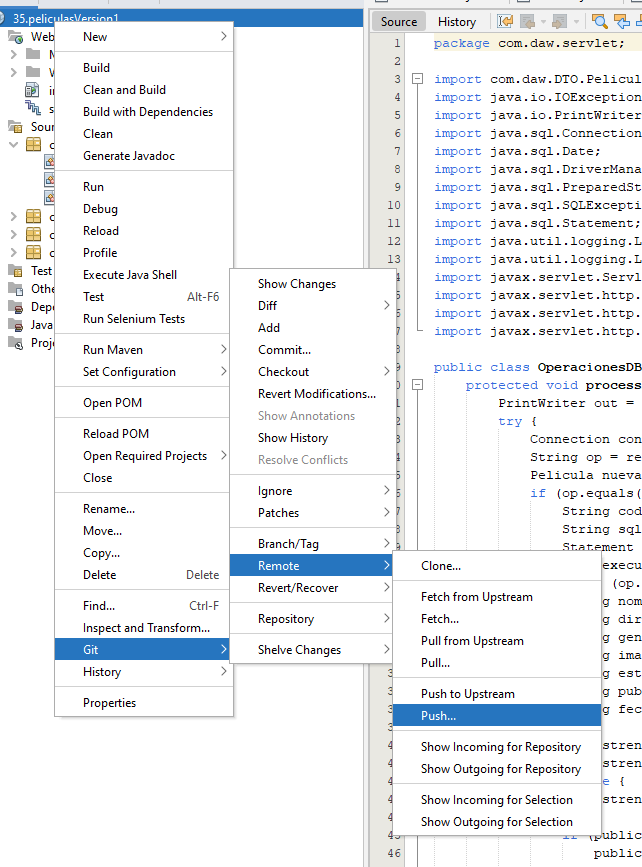 35.peliculasVersion1
Web
Sour
Test
Othe
Depe
Java
Proje
New
Build
Clean and Build
Build with Dependencies
Clean
Generate Javadoc
Run
Debug
Reload
Profile
Execute Java Shell
Test Alt-F6
Run Selenium Tests
Run Maven
Set Configuration
Open POM
Reload POM
Open Required Projects
Close
Rename...
Move...
Copy...
Delete Delete
Find... Ctrl-F
Inspect and Transform...
Git
History
Properties
Show Changes
Diff
Add
Commit...
Checkout
Revert Modifications...
Show Annotations
Show History
Resolve Conflicts
Ignore
Patches
Branch/Tag
Remote
Revert/Recover
Repository
Shelve Changes
Clone...
Fetch from Upstream
Fetch...
Pull from Upstream
Pull...
Push to Upstream
Push...
Show Incoming for Repository
Show Outgoing for Repository
Show Incoming for Selection
Show Outgoing for Selection
Source History
1 package com.daw.servlet;
2
3 import com.daw.DTO.Pelicul
4 import java.io.IOException
5 import java.io.PrintWriter
6 import java.sql.Connection
7 import java.sql.Date;
8 import java.sql.DriverMana
9 import java.sql.PreparedSt
10 import java.sql.SQLExcepti
11 import java.sql.Statement;
12 import java.util.logging.L
13 import java.util.logging.L
import javax.servlet.Servl
import javax.servlet.http.
import javax.servlet.http.
import javax.servlet.http.
public class OperacionesDB
protected void process
PrintWriter out =
try {
Connection con
String op = re
Pelicula nueva
if (op.equals(
String cod
String sql
Statement
execu
(op.
g nom
g dir
g gen
g ima
g est
g pub
g fec
stren
stren
e {
stren
45 if (public
46 public